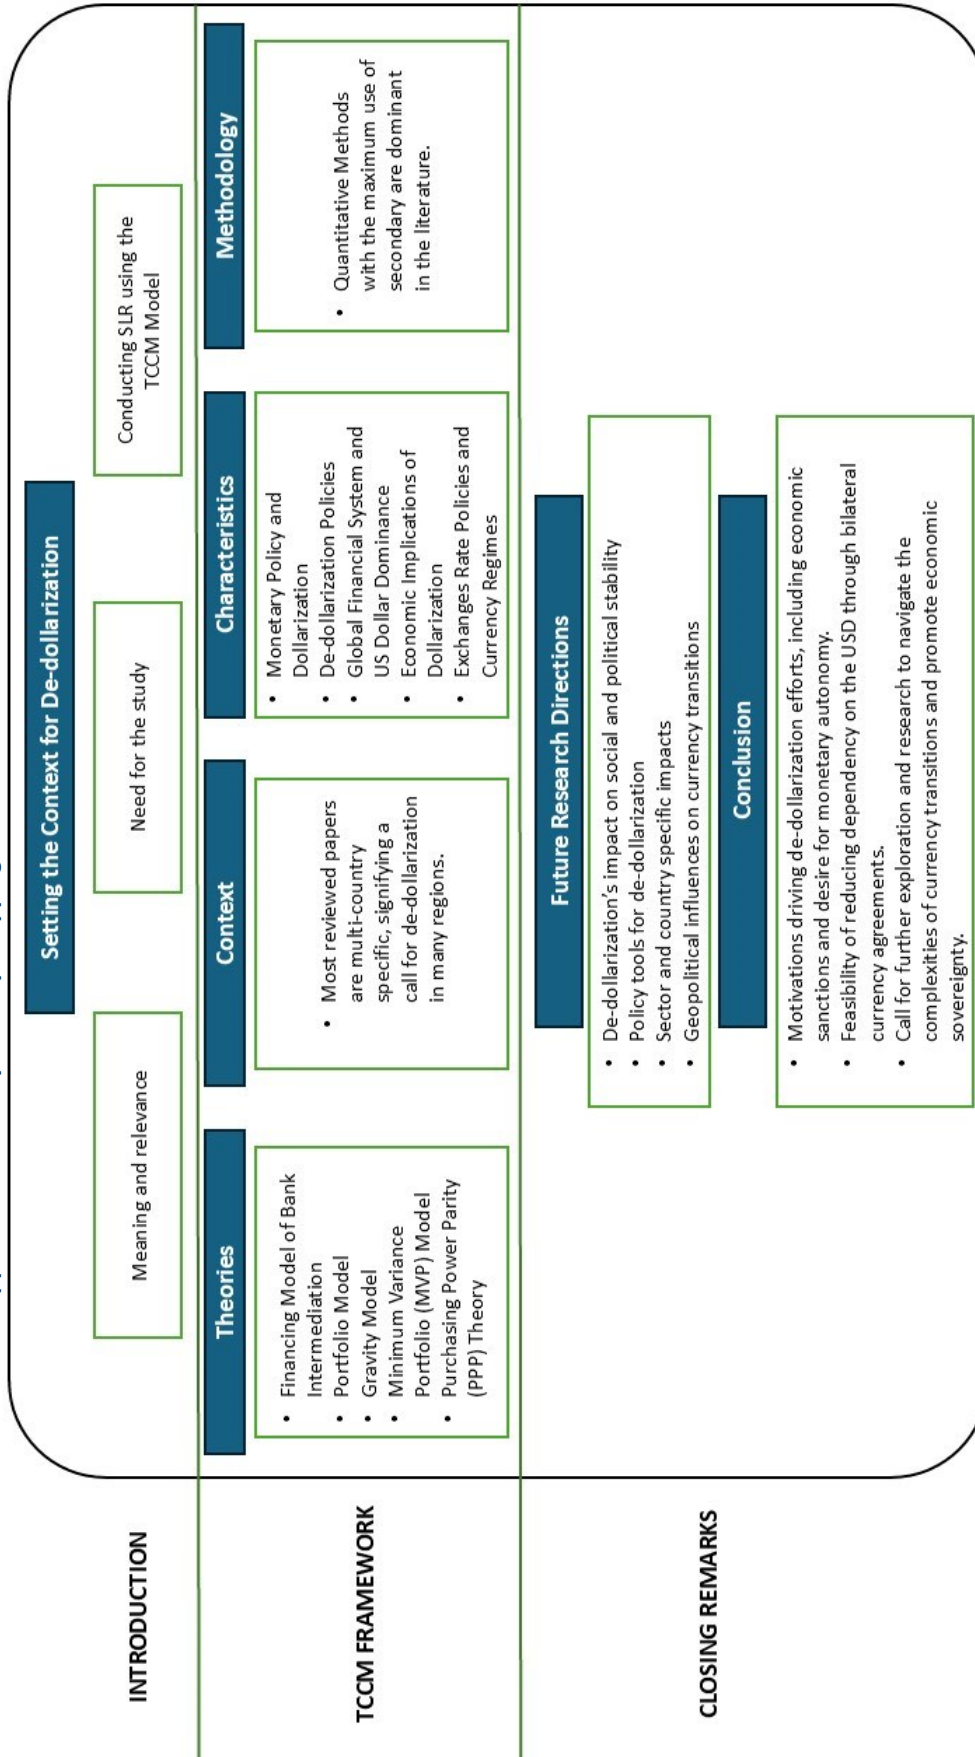 INTRODUCTION
Setting the Context for De-dollarization
Meaning and relevance
Need for the study
Conducting SLR using the
TCCM Model
TCCM FRAMEWORK
Theories
• Financing Model of Bank
Intermediation
• Portfolio Model
• Gravity Model
• Minimum Variance
Portfolio (MVP) Model
• Purchasing Power Parity
(PPP) Theory
Context
• Most reviewed papers
are multi-country
specific, signifying a
call for de-dollarization
in many regions.
Characteristics
• Monetary Policy and
Dollarization
• De-dollarization Policies
• Global Financial System and
US Dollar Dominance
• Economic Implications of
Dollarization
• Exchanges Rate Policies and
Currency Regimes
Methodology
• Quantitative Methods
with the maximum use of
secondary are dominant
in the literature.
CLOSING REMARKS
Future Research Directions
• De-dollarization's impact on social and political stability
• Policy tools for de-dollarization
• Sector and country specific impacts
• Geopolitical influences on currency transitions
Conclusion
• Motivations driving de-dollarization efforts, including economic
sanctions and desire for monetary autonomy.
• Feasibility of reducing dependency on the USD through bilateral
currency agreements.
• Call for further exploration and research to navigate the
complexities of currency transitions and promote economic
sovereignty.